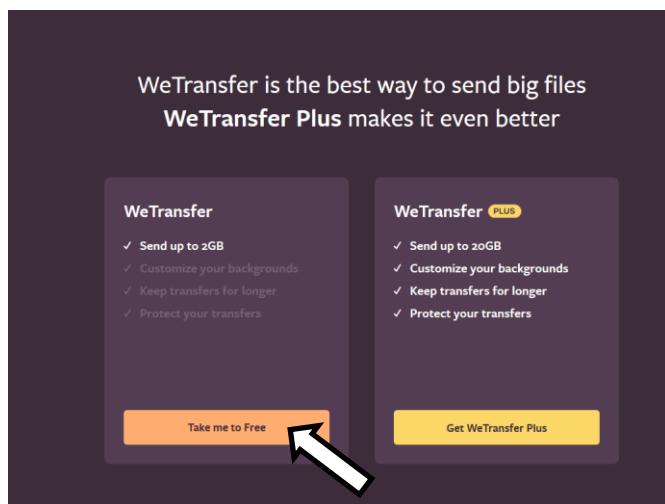 WeTransfer is the best way to send big files
WeTransfer Plus makes it even better
WeTransfer
✓ Send up to 2GB
✓ Customize your backgrounds
✓ Keep transfers for longer
✓ Protect your transfers
Take me to Free
WeTransfer PLUS
✓ Send up to 20GB
✓ Customize your backgrounds
✓ Keep transfers for longer
✓ Protect your transfers
Get WeTransfer Plus